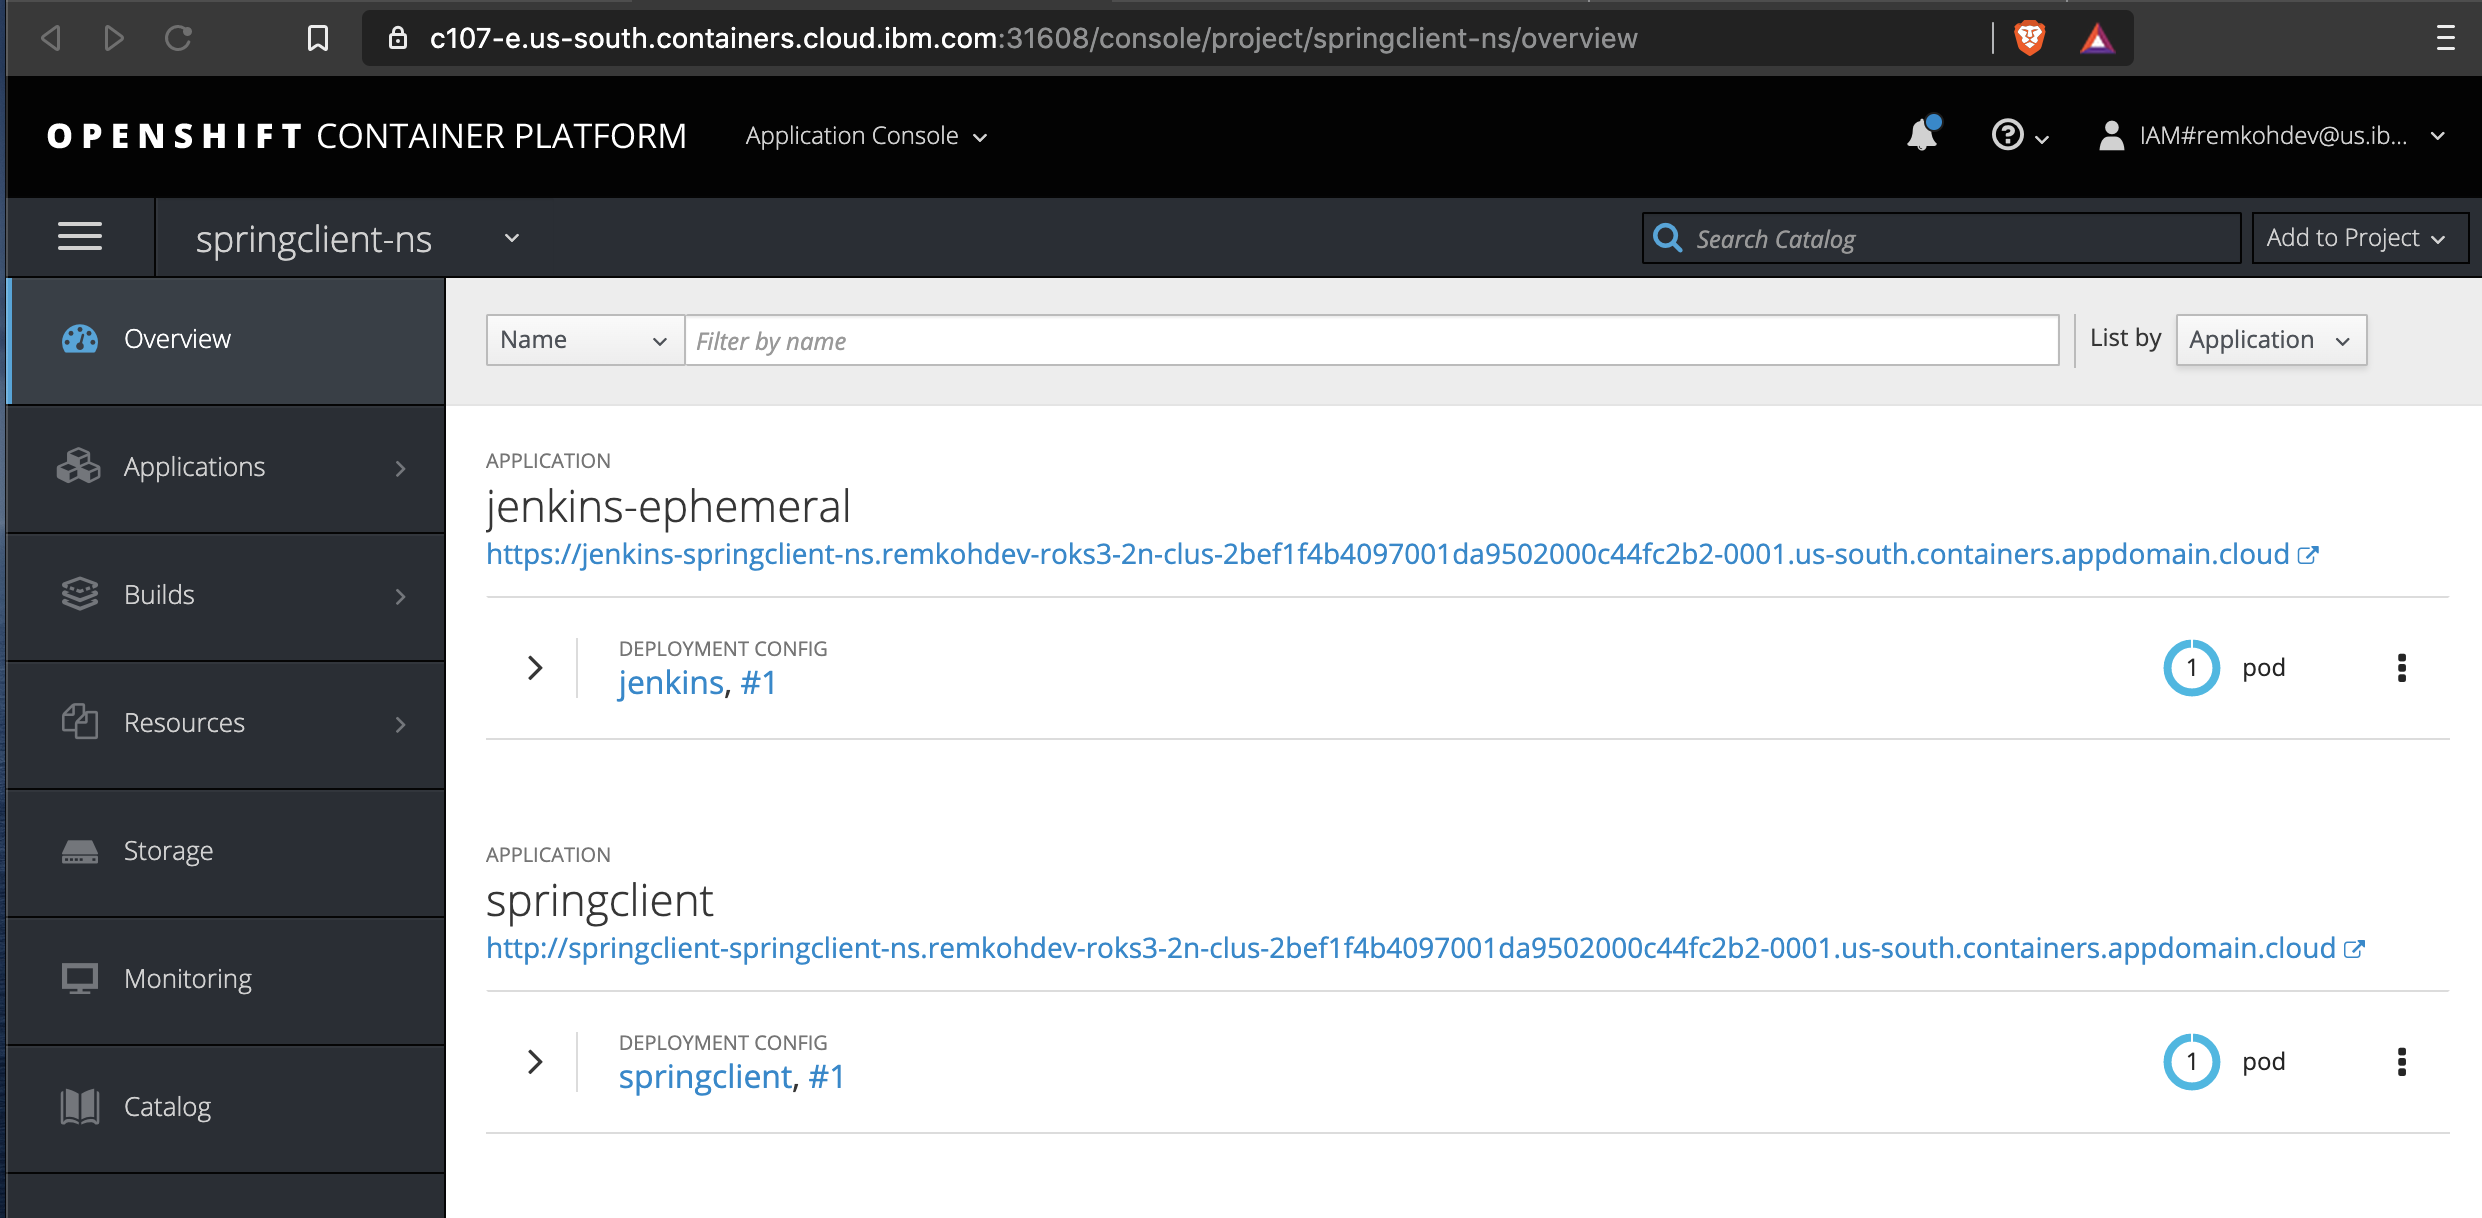 c107-e.us-south.containers.cloud.ibm.com:31608/console/project/springclient-ns/overview
OPENSHIFT CONTAINER PLATFORM
Application Console
IAM#remkohdev@us.ib...
springclient-ns
Search Catalog
Add to Project
Overview
Applications
Builds
Resources
Storage
Monitoring
Catalog
Name
Filter by name
List by
Application
APPLICATION
jenkins-ephemeral
https://jenkins-springclient-ns.remkohdev-roks3-2n-clus-2bef1f4b4097001da9502000c44fc2b2-0001.us-south.containers.appdomain.cloud
DEPLOYMENT CONFIG
jenkins, #1
1 pod
APPLICATION
springclient
http://springclient-springclient-ns.remkohdev-roks3-2n-clus-2bef1f4b4097001da9502000c44fc2b2-0001.us-south.containers.appdomain.cloud
DEPLOYMENT CONFIG
springclient, #1
1 pod